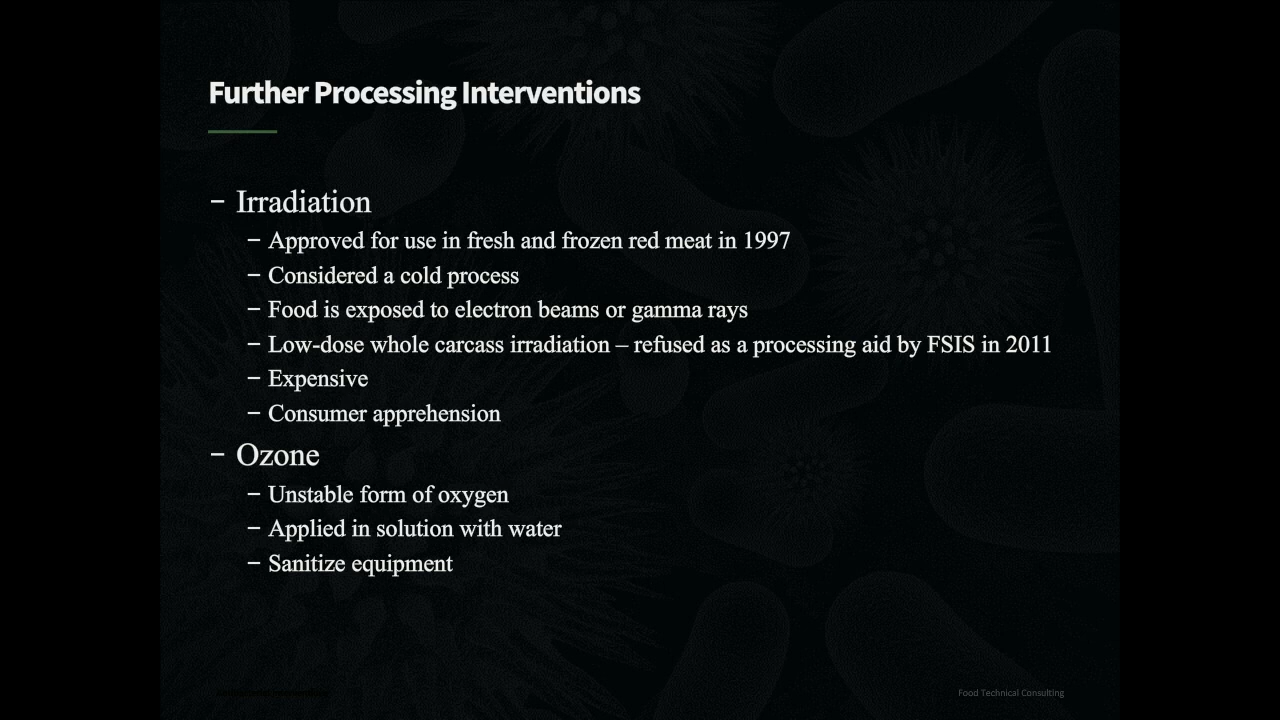 Further Processing Interventions
– Irradiation
– Approved for use in fresh and frozen red meat in 1997
– Considered a cold process
– Food is exposed to electron beams or gamma rays
– Low-dose whole carcass irradiation – refused as a processing aid by FSIS in 2011
– Expensive
– Consumer apprehension
– Ozone
– Unstable form of oxygen
– Applied in solution with water
– Sanitize equipment
Food Technical Consulting